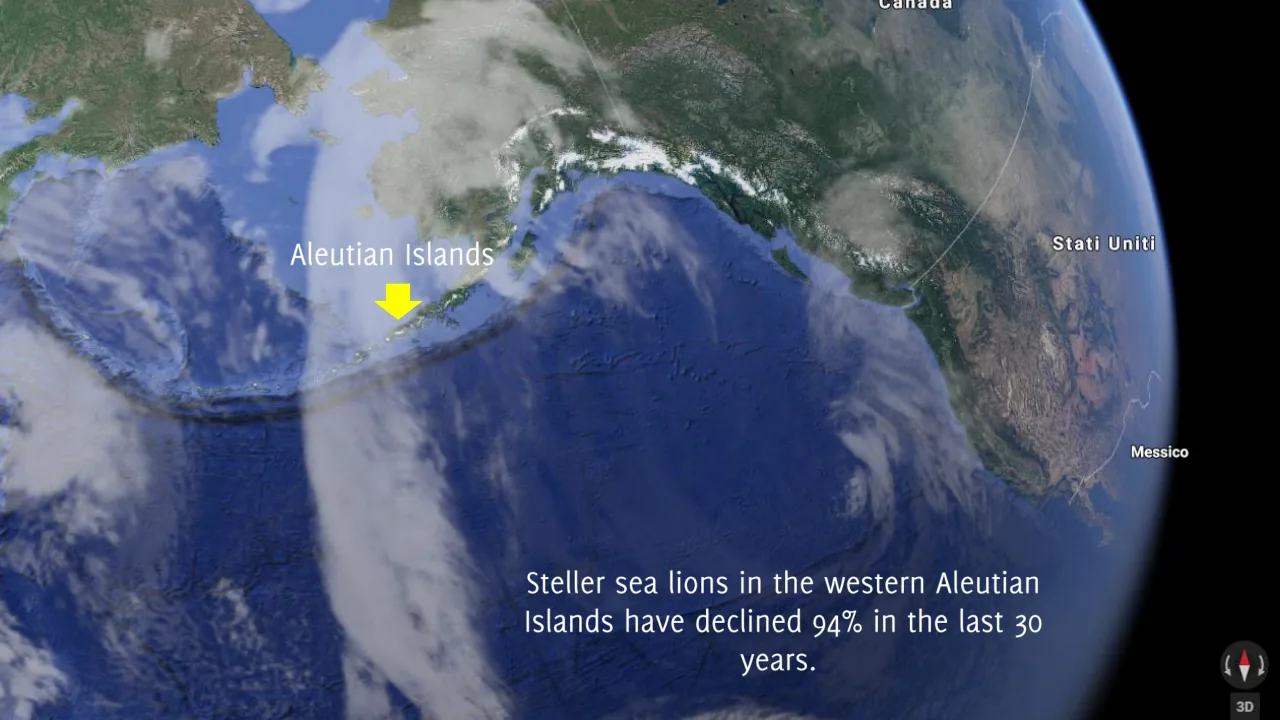 Canada
Stati Uniti
Aleutian Islands
Messico
Steller sea lions in the western Aleutian
Islands have declined 94% in the last 30
years.
3D